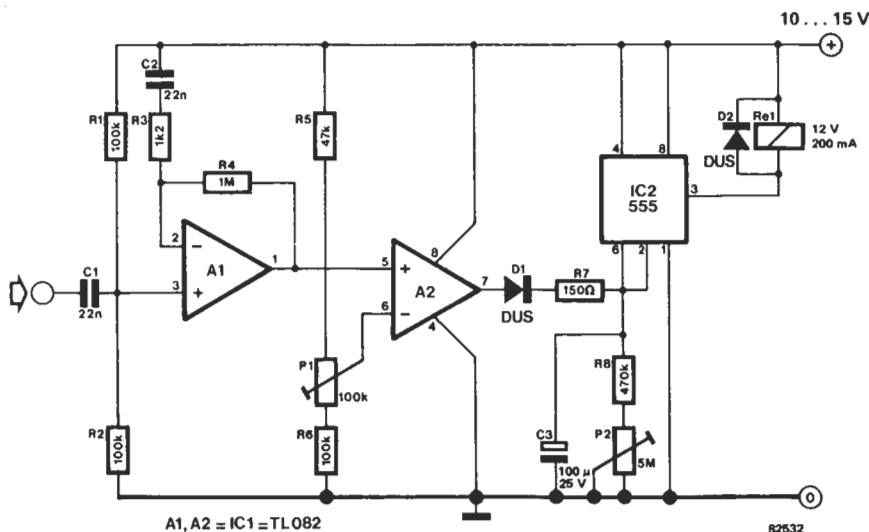 10 ... 15 V
+
C2
22n
R1
100k
R3
1k2
R4
1M
R5
47k
D2
DUS
Re1
12 V
200 mA
4
8
IC2
555
3
6
2
1
2
−
A1
1
3
+
C1
22n
5
+
A2
8
7
6
−
4
D1
DUS
R7
150Ω
P1
100k
R8
470k
R2
100k
R6
100k
C3
100 µ
25 V
P2
5M
0
A1, A2 = IC1 = TL082
82532